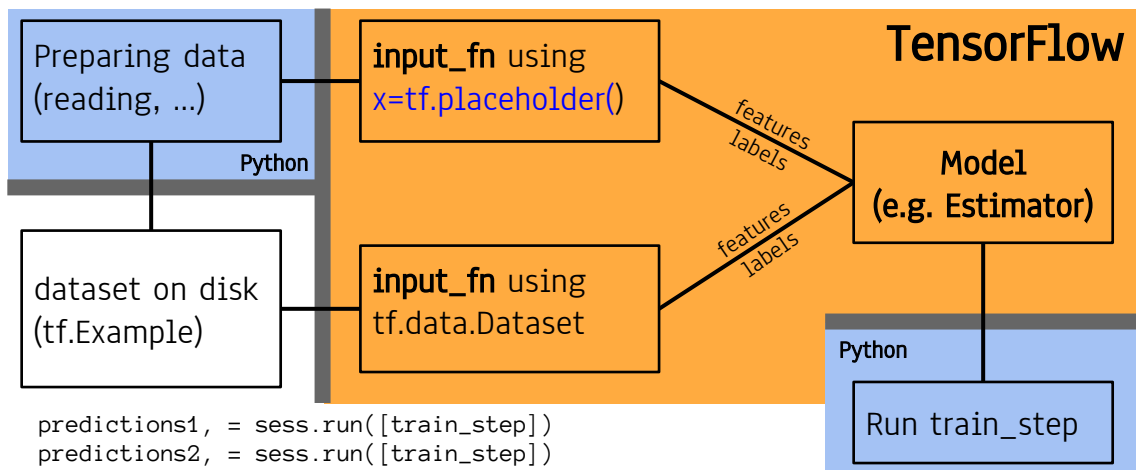 Preparing data
(reading, ...)
Python
input_fn using
x=tf.placeholder()
TensorFlow
features
labels
Model
(e.g. Estimator)
features
labels
dataset on disk
(tf.Example)
input_fn using
tf.data.Dataset
Python
Run train_step
predictions1, = sess.run([train_step])
predictions2, = sess.run([train_step])